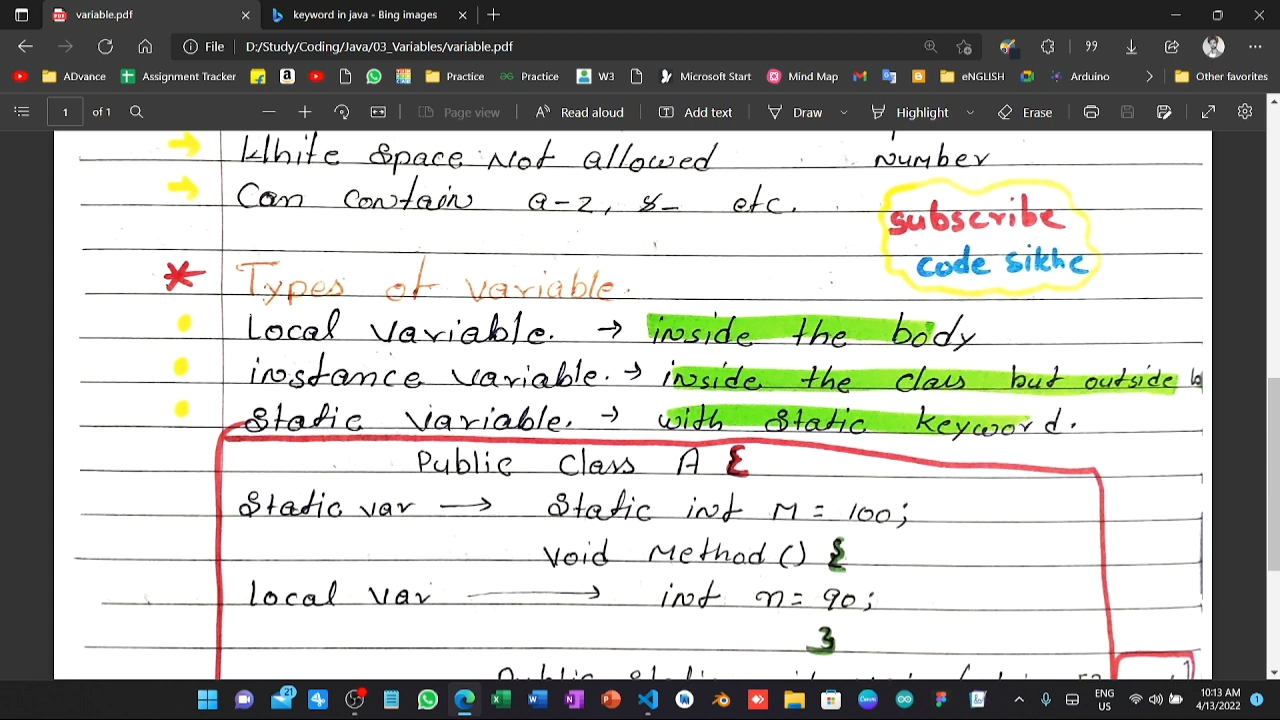 variable.pdf
keyword in java - Bing images
File D:/Study/Coding/Java/03_Variables/variable.pdf
ADvance Assignment Tracker Practice Practice W3 Microsoft Start Mind Map eNGLISH Arduino Other favorites
1 of 1 Page view Read aloud Add text Draw Highlight Erase
White Space Not allowed Number
Can contain a-z, $_ etc.
subscribe
code sikhe
Types of variable.
Local variable. → inside the body
instance variable. → inside the class but outside
Static variable. → with static keyword.
Public Class A {
Static var → Static int M = 100;
Void Method () {
Local var → int n = 90;
}
21 ENG 10:13 AM
US 4/13/2022